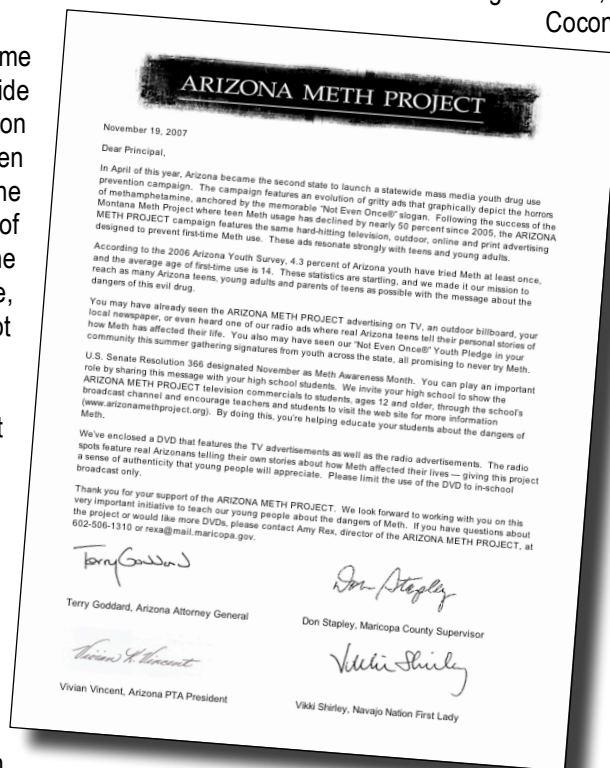 Cocon
me
ide
on
en
he
of
ne
e,
ot
t
ARIZONA METH PROJECT
November 19, 2007
Dear Principal,
In April of this year, Arizona became the second state to launch a statewide mass media youth drug use
prevention campaign. The campaign features an evolution of gritty ads that graphically depict the horrors
of methamphetamine, anchored by the memorable "Not Even Once®" slogan. Following the success of the
Montana Meth Project where teen Meth usage has declined by nearly 50 percent since 2005, the ARIZONA
METH PROJECT campaign features the same hard-hitting television, outdoor, online and print advertising
designed to prevent first-time Meth use. These ads resonate strongly with teens and young adults.
According to the 2006 Arizona Youth Survey, 4.3 percent of Arizona youth have tried Meth at least once,
and the average age of first-time use is 14. These statistics are startling, and we made it our mission to
reach as many Arizona teens, young adults and parents of teens as possible with the message about the
dangers of this evil drug.
You may have already seen the ARIZONA METH PROJECT advertising on TV, an outdoor billboard, your
local newspaper, or even heard one of our radio ads where real Arizona teens tell their personal stories of
how Meth has affected their life. You also may have seen our "Not Even Once®" Youth Pledge in your
community this summer gathering signatures from youth across the state, all promising to never try Meth.
U.S. Senate Resolution 366 designated November as Meth Awareness Month. You can play an important
role by sharing this message with your high school students. We invite your high school to show the
ARIZONA METH PROJECT television commercials to students, ages 12 and older, through the school's
broadcast channel and encourage teachers and students to visit the web site for more information
(www.arizonamethproject.org). By doing this, you're helping educate your students about the dangers of
Meth.
We've enclosed a DVD that features the TV advertisements as well as the radio advertisements. The radio
spots feature real Arizonans telling their own stories about how Meth affected their lives — giving this project
a sense of authenticity that young people will appreciate. Please limit the use of the DVD to in-school
broadcast only.
Thank you for your support of the ARIZONA METH PROJECT. We look forward to working with you on this
very important initiative to teach our young people about the dangers of Meth. If you have questions about
the project or would like more DVDs, please contact Amy Rex, director of the ARIZONA METH PROJECT, at
602-506-1310 or rexa@mail.maricopa.gov.
Terry Goddard
Don Stapley
Terry Goddard, Arizona Attorney General
Don Stapley, Maricopa County Supervisor
Vivian K. Vincent
Vikki Shirley
Vivian Vincent, Arizona PTA President
Vikki Shirley, Navajo Nation First Lady